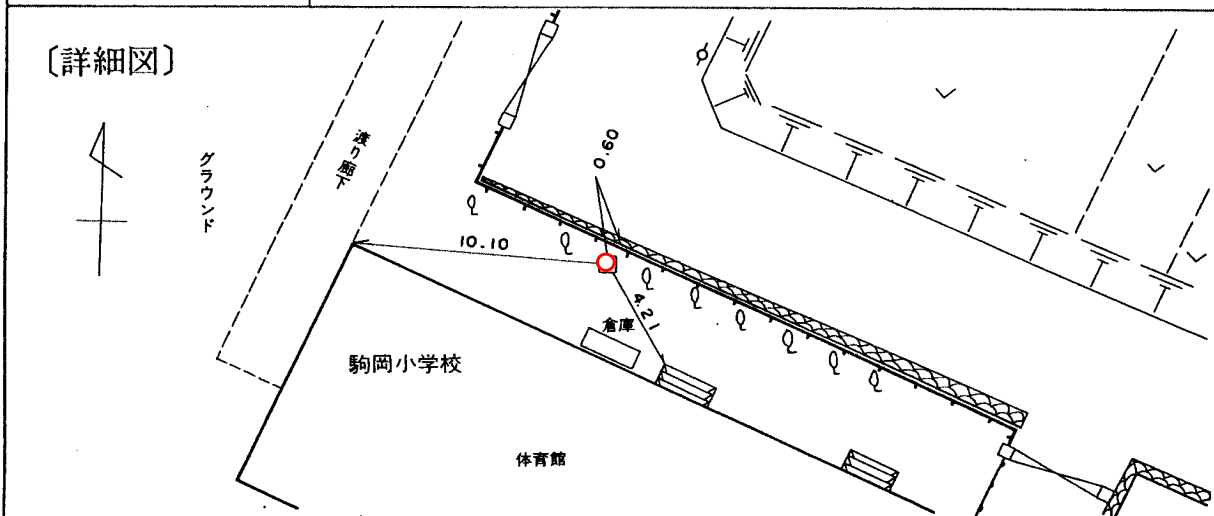 〔詳細図〕
グラウンド
渡り廊下
0.60
10.10
4.21
倉庫
駒岡小学校
体育館